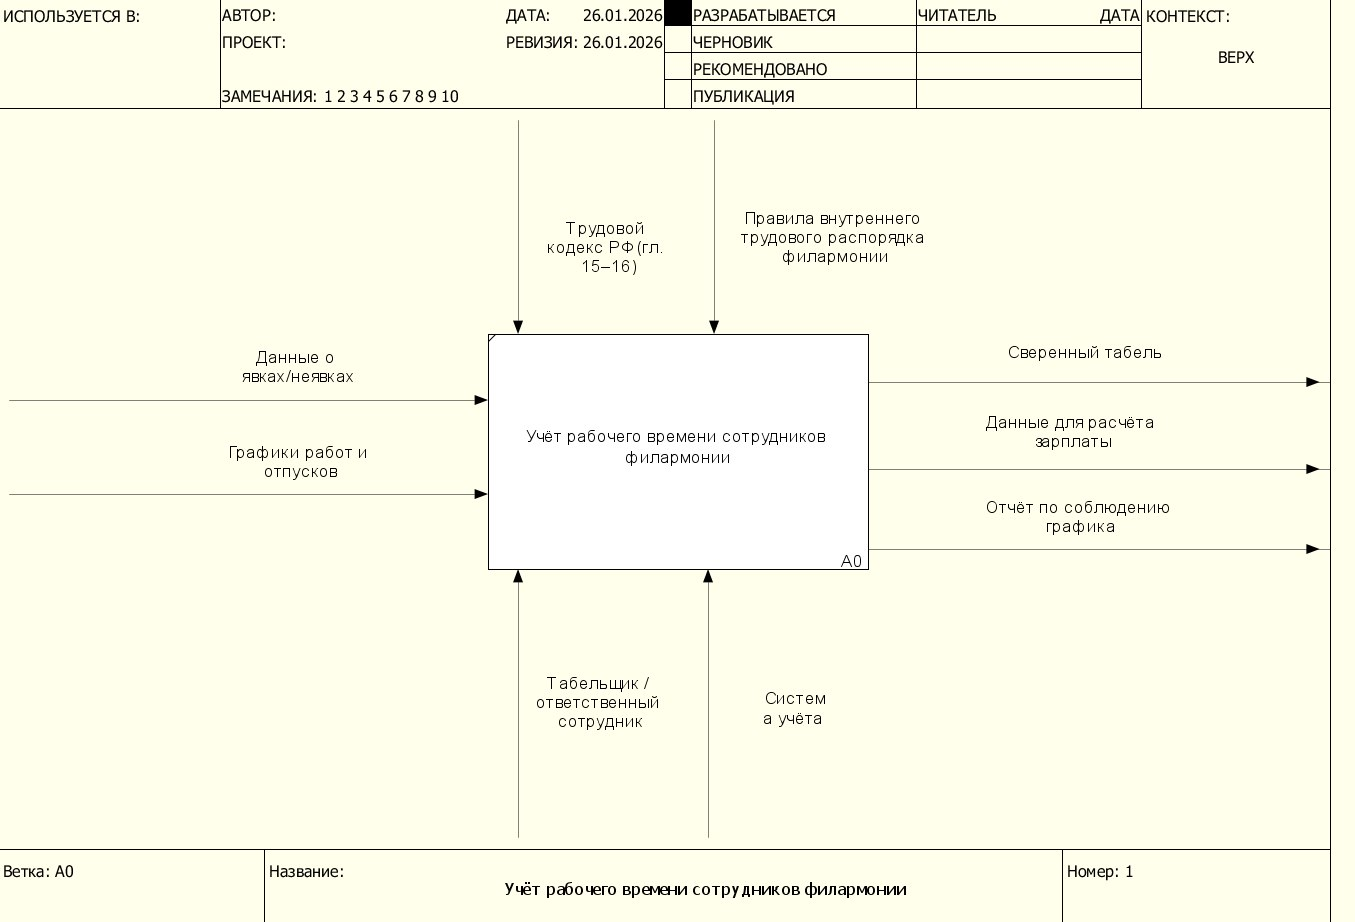 ИСПОЛЬЗУЕТСЯ В:
АВТОР:
ДАТА: 26.01.2026
РАЗРАБАТЫВАЕТСЯ
ЧИТАТЕЛЬ
ДАТА
КОНТЕКСТ:
ПРОЕКТ:
РЕВИЗИЯ: 26.01.2026
ЧЕРНОВИК
ВЕРХ
РЕКОМЕНДОВАНО
ЗАМЕЧАНИЯ: 1 2 3 4 5 6 7 8 9 10
ПУБЛИКАЦИЯ
Трудовой
кодекс РФ (гл.
15–16)
Правила внутреннего
трудового распорядка
филармонии
Данные о
явках/неявках
Графики работ и
отпусков
Учёт рабочего времени сотрудников
филармонии
A0
Сверенный табель
Данные для расчёта
зарплаты
Отчёт по соблюдению
графика
Табельщик /
ответственный
сотрудник
Систем
а учёта
Ветка: A0
Название:
Учёт рабочего времени сотрудников филармонии
Номер: 1